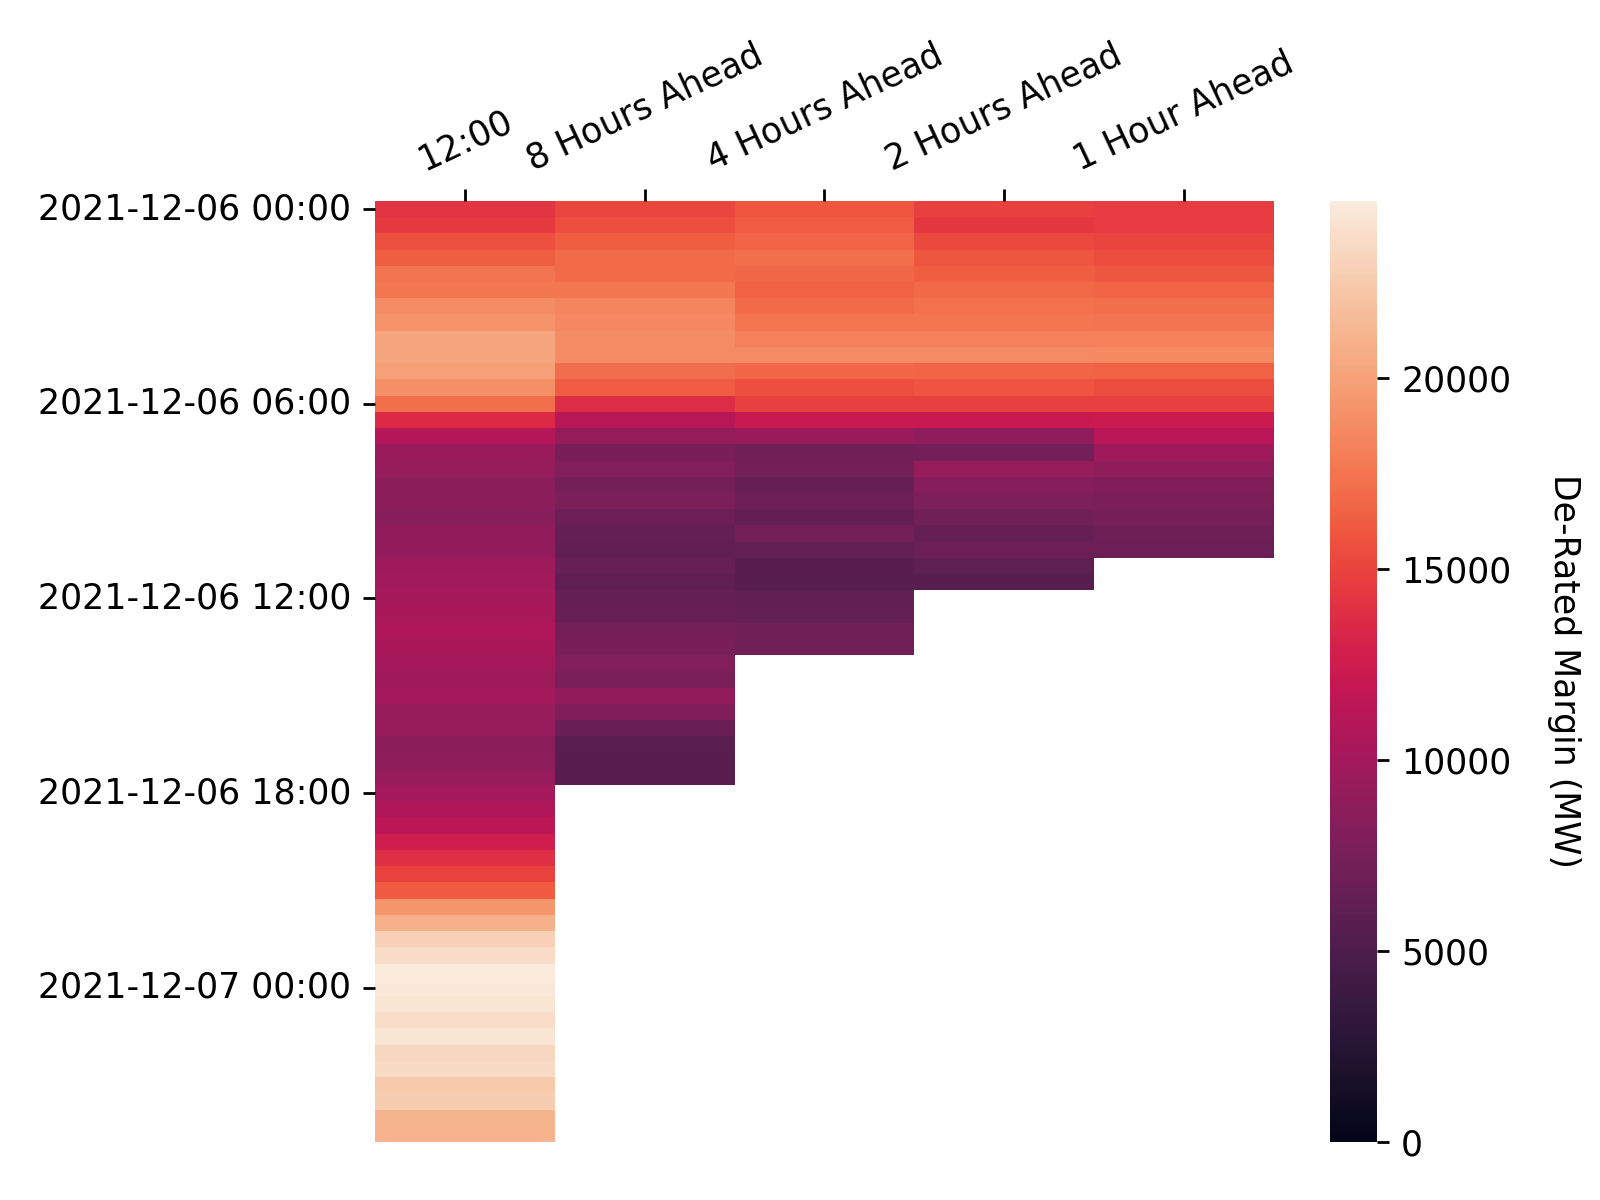 12:00
8 Hours Ahead
4 Hours Ahead
2 Hours Ahead
1 Hour Ahead
2021-12-06 00:00
2021-12-06 06:00
2021-12-06 12:00
2021-12-06 18:00
2021-12-07 00:00
20000
15000
10000
5000
0
De-Rated Margin (MW)